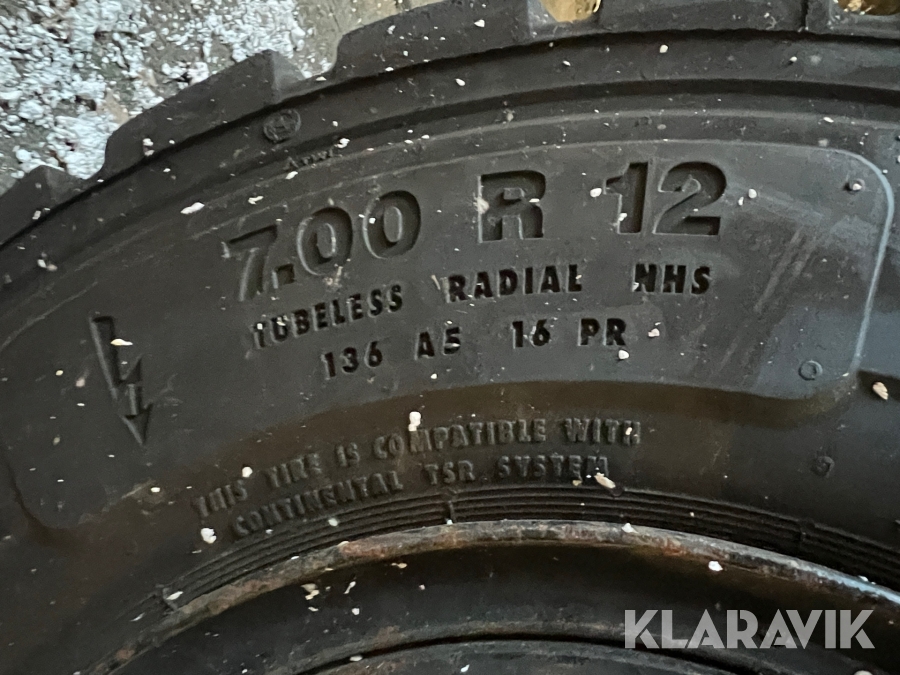 7.00 R 12
TUBELESS RADIAL NHS
136 A5 16 PR
THIS TIRE IS COMPATIBLE WITH
CONTINENTAL TSR SYSTEM
KLARAVIK